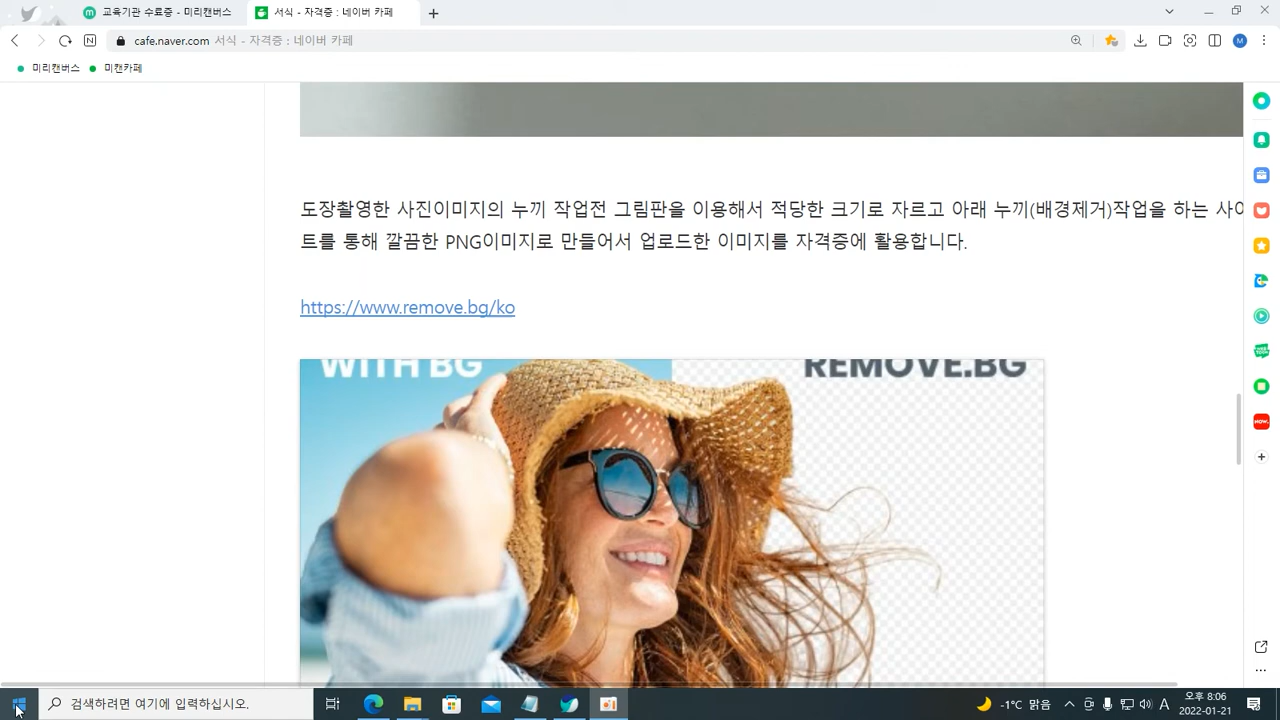 교육기관 수료증 - 미리캔버스
서식 - 자격증 : 네이버 카페
cafe.naver.com 서식 - 자격증 : 네이버 카페
미리캔버스
미캔카페
도장촬영한 사진이미지의 누끼 작업전 그림판을 이용해서 적당한 크기로 자르고 아래 누끼(배경제거)작업을 하는 사이
트를 통해 깔끔한 PNG이미지로 만들어서 업로드한 이미지를 자격증에 활용합니다.
https://www.remove.bg/ko
WITH BG
REMOVE.BG
검색하려면 여기에 입력하십시오.
-1°C 맑음
A
오후 8:06
2022-01-21
M
NOW.